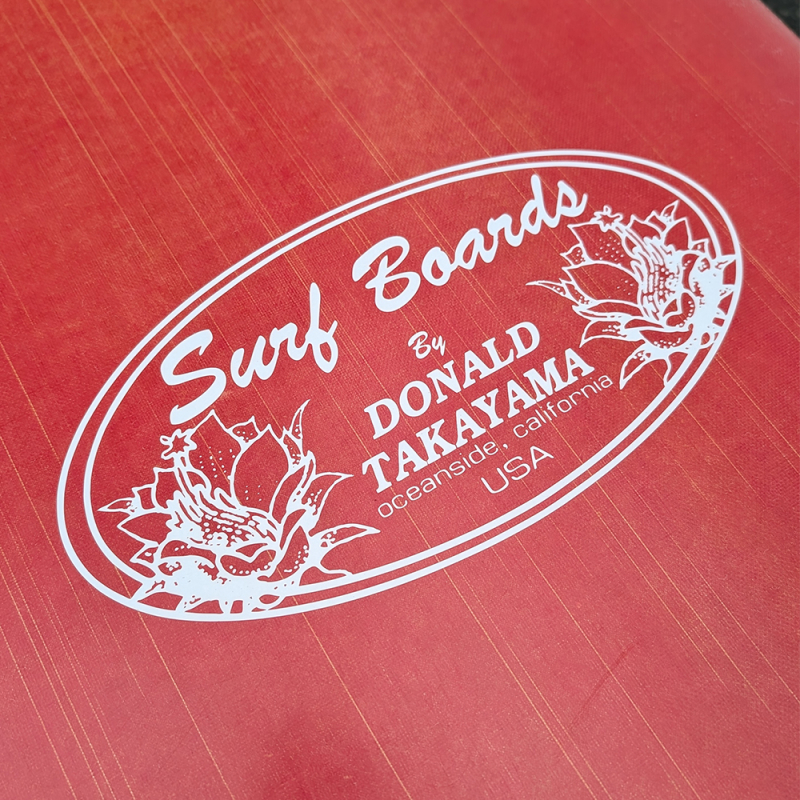 Surf Boards
By
DONALD
TAKAYAMA
oceanside, california
USA